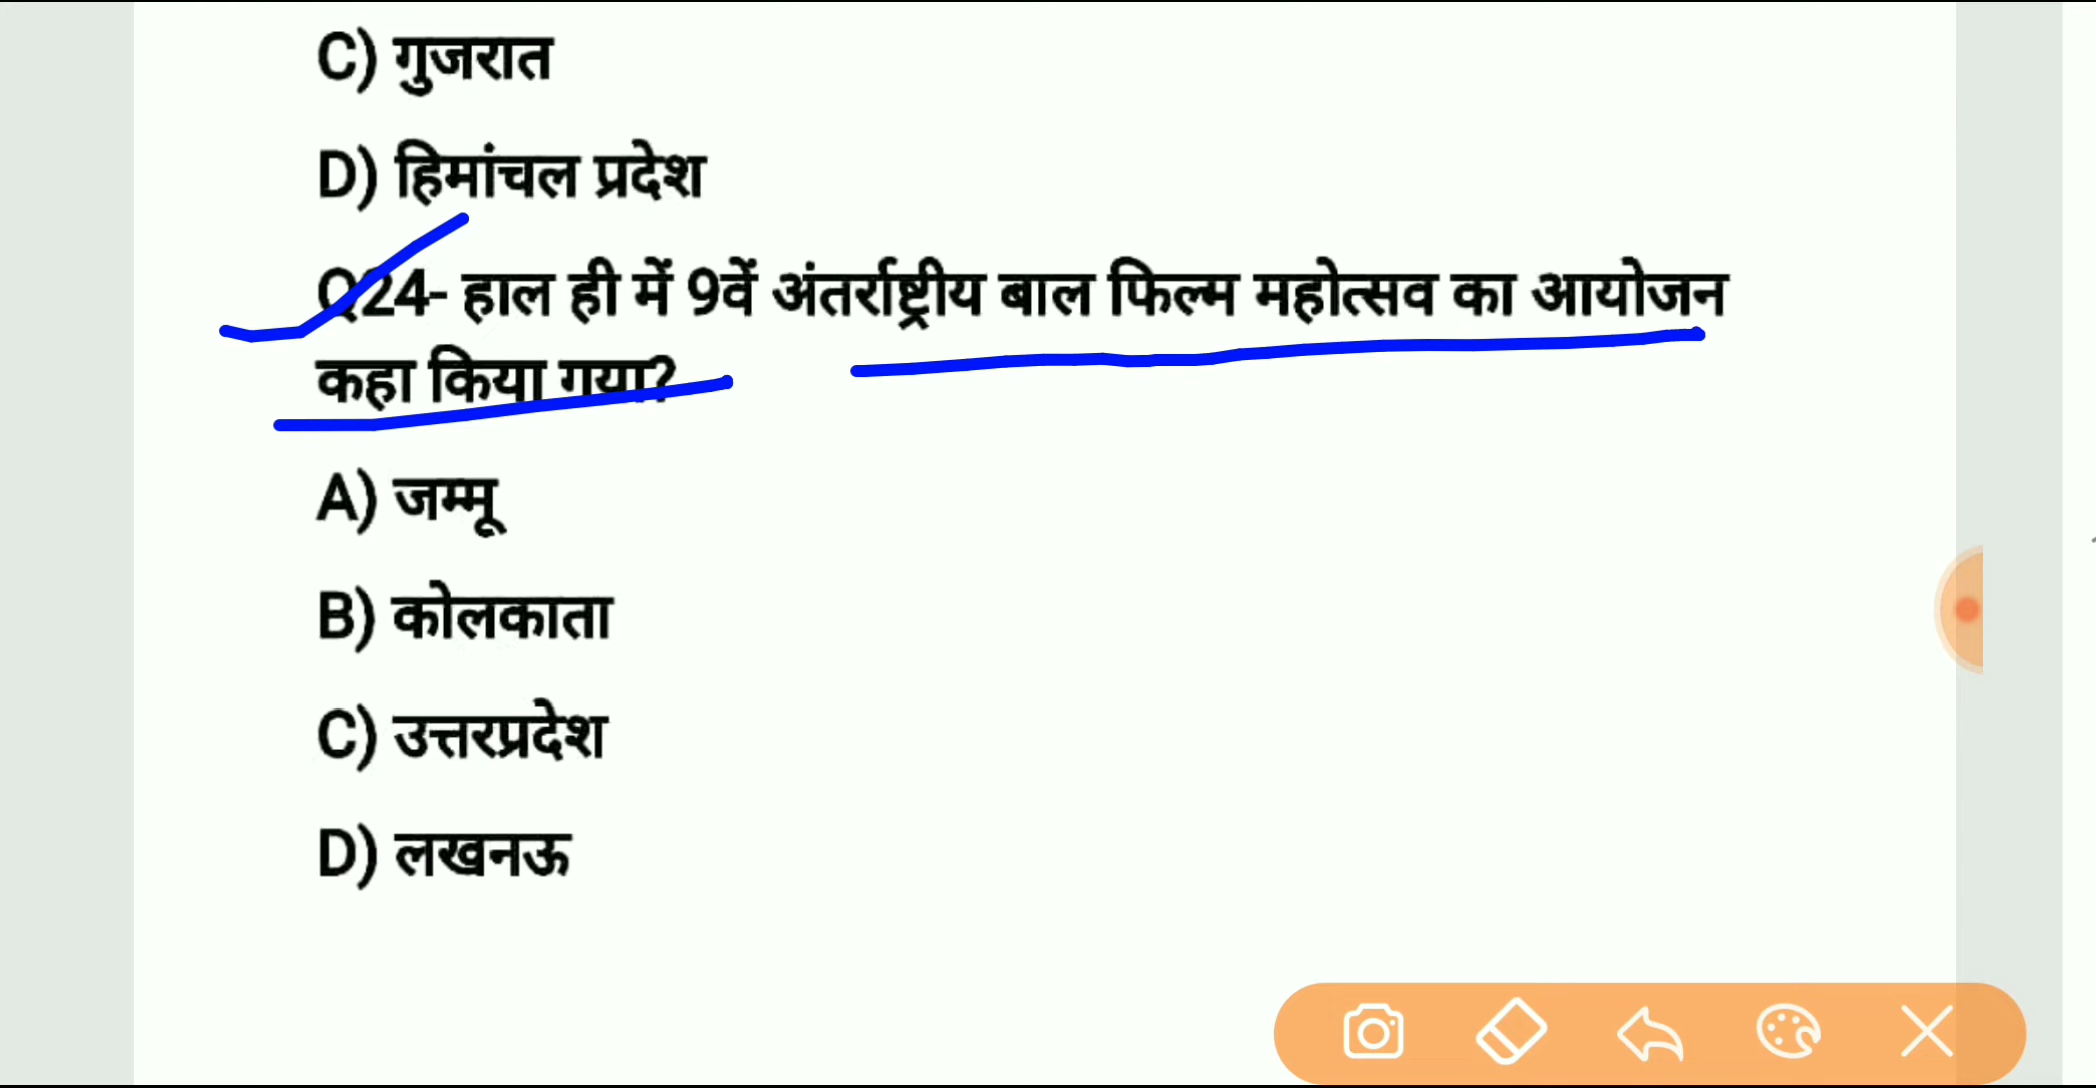 C) गुजरात
D) हिमांचल प्रदेश
Q24- हाल ही में 9वें अंतर्राष्ट्रीय बाल फिल्म महोत्सव का आयोजन
कहा किया गया?
A) जम्मू
B) कोलकाता
C) उत्तरप्रदेश
D) लखनऊ